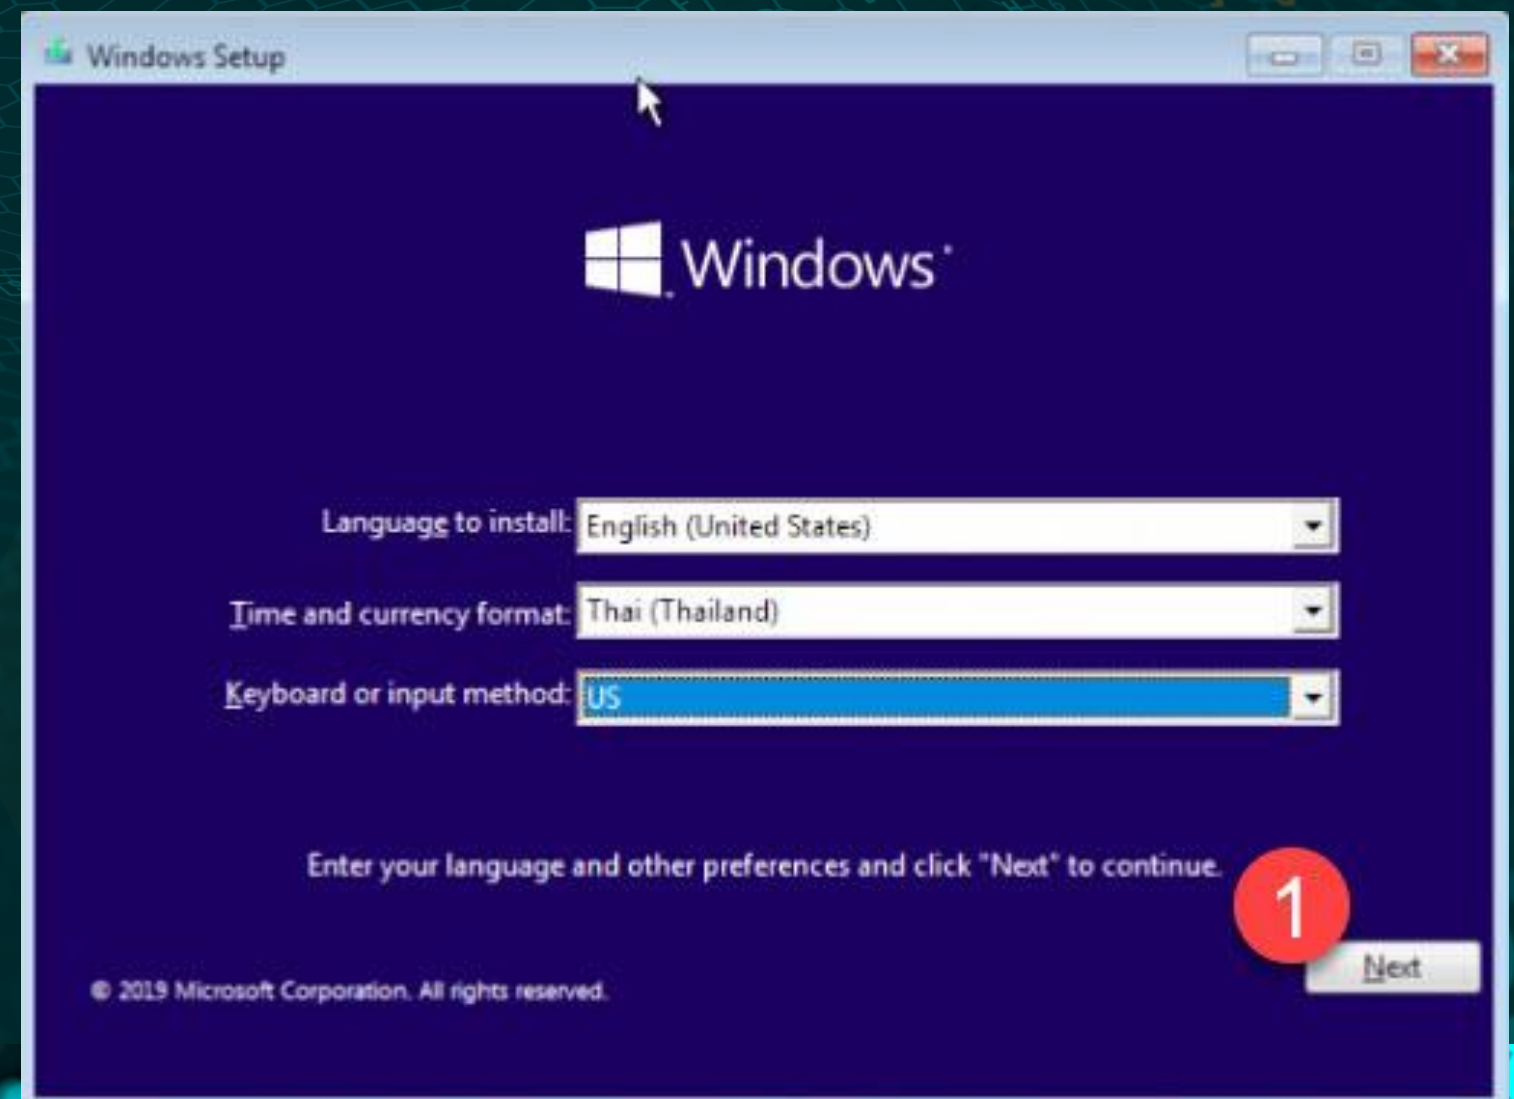 Windows Setup
Windows
Language to install: English (United States)
Time and currency format: Thai (Thailand)
Keyboard or input method: US
Enter your language and other preferences and click "Next" to continue.
1
Next
© 2019 Microsoft Corporation. All rights reserved.